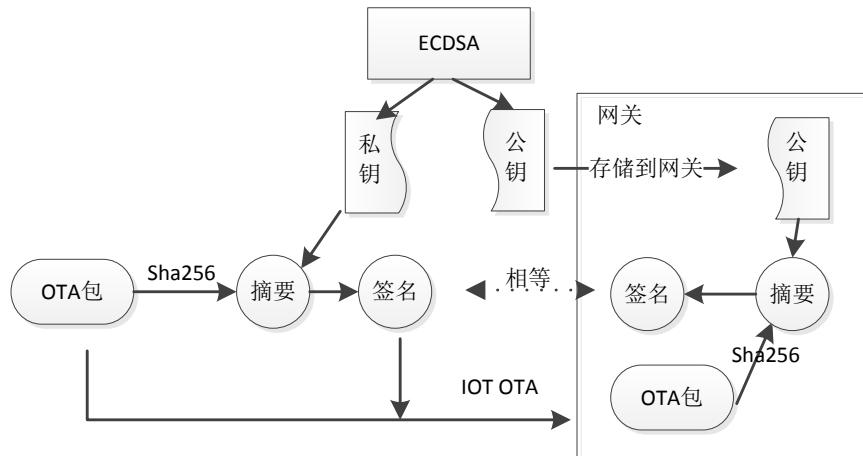 ECDSA
网关
私
钥
公
钥
公
钥
存储到网关
Sha256
OTA包
摘要
签名
相等
签名
摘要
Sha256
IOT OTA
OTA包